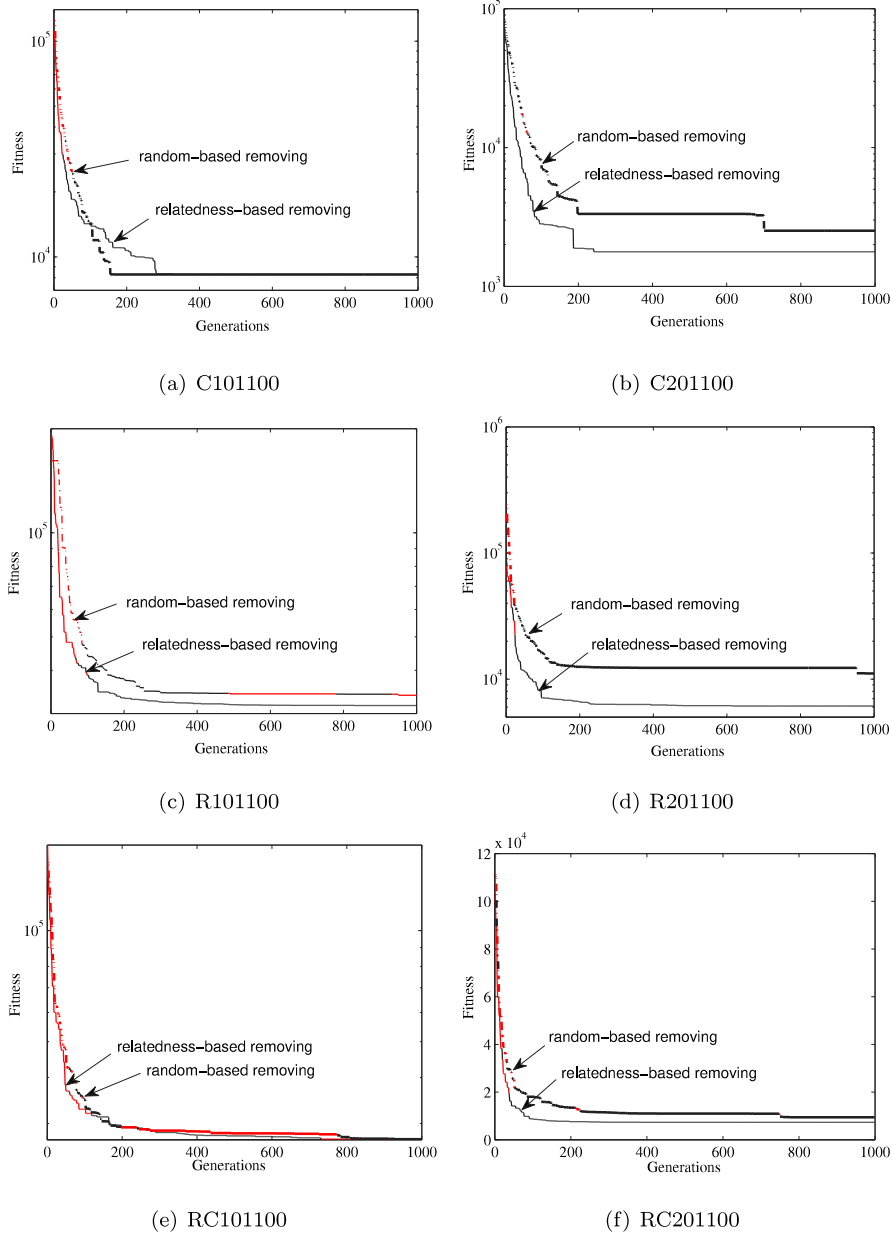 10^5
Fitness
random-based removing
relatedness-based removing
10^4
0 200 400 600 800 1000
Generations
(a) C101100
10^5
Fitness
10^4
random-based removing
relatedness-based removing
10^3
0 200 400 600 800 1000
Generations
(b) C201100
10^5
Fitness
random-based removing
relatedness-based removing
0 200 400 600 800 1000
Generations
(c) R101100
10^6
10^5
Fitness
random-based removing
relatedness-based removing
10^4
0 200 400 600 800 1000
Generations
(d) R201100
10^5
Fitness
relatedness-based removing
random-based removing
0 200 400 600 800 1000
Generations
(e) RC101100
x 10^4
12
10
8
Fitness
6
4
random-based removing
relatedness-based removing
2
0
0 200 400 600 800 1000
Generations
(f) RC201100